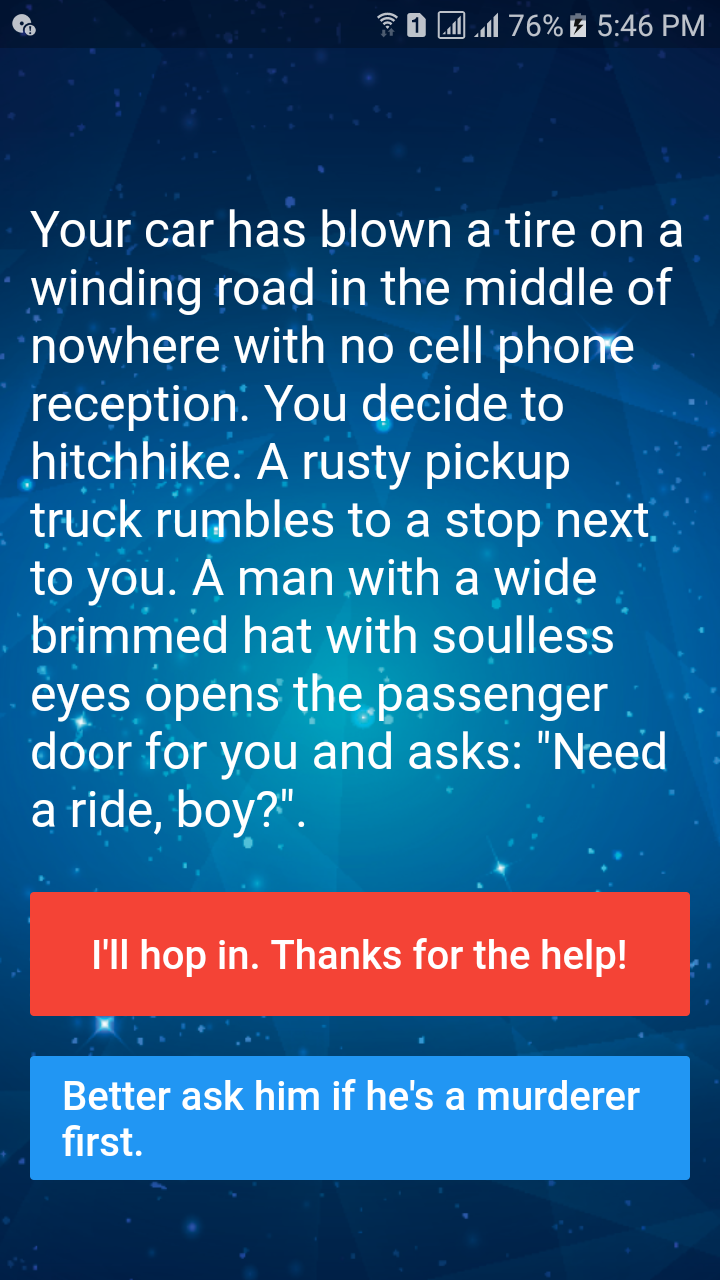 76% 5:46 PM
Your car has blown a tire on a
winding road in the middle of
nowhere with no cell phone
reception. You decide to
hitchhike. A rusty pickup
truck rumbles to a stop next
to you. A man with a wide
brimmed hat with soulless
eyes opens the passenger
door for you and asks: "Need
a ride, boy?".
I'll hop in. Thanks for the help!
Better ask him if he's a murderer
first.